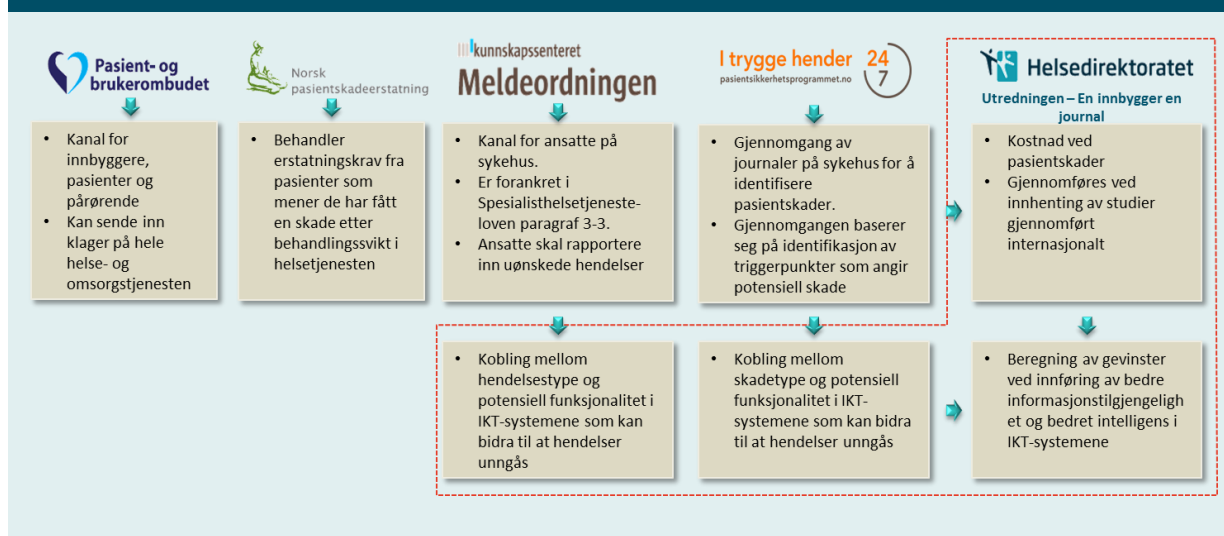 Pasient- og
brukerombudet
Norsk
pasientskadeerstatning
kunnskapssenteret
Meldeordningen
I trygge hender 24
7
pasientsikkerhetsprogrammet.no
Helsedirektoratet
Utredningen – En innbygger en
journal
• Kanal for
innbyggere,
pasienter og
pårørende
• Kan sende inn
klager på hele
helse- og
omsorgstjenesten
• Behandler
erstatningskrav fra
pasienter som
mener de har fått
en skade etter
behandlingssvikt i
helsetjenesten
• Kanal for ansatte på
sykehus.
• Er forankret i
Spesialisthelsetjeneste-
loven paragraf 3-3.
• Ansatte skal rapportere
inn uønskede hendelser
• Gjennomgang av
journaler på sykehus for å
identifisere
pasientskader.
• Gjennomgangen baserer
seg på identifikasjon av
triggerpunkter som angir
potensiell skade
• Kostnad ved
pasientskader
• Gjennomføres ved
innhenting av studier
gjennomført
internasjonalt
• Kobling mellom
hendelsestype og
potensiell funksjonalitet i
IKT-systemene som kan
bidra til at hendelser
unngås
• Kobling mellom
skadetype og potensiell
funksjonalitet i IKT-
systemene som kan bidra
til at hendelser unngås
• Beregning av gevinster
ved innføring av bedre
informasjonstilgjengeligh
et og bedret intelligens i
IKT-systemene